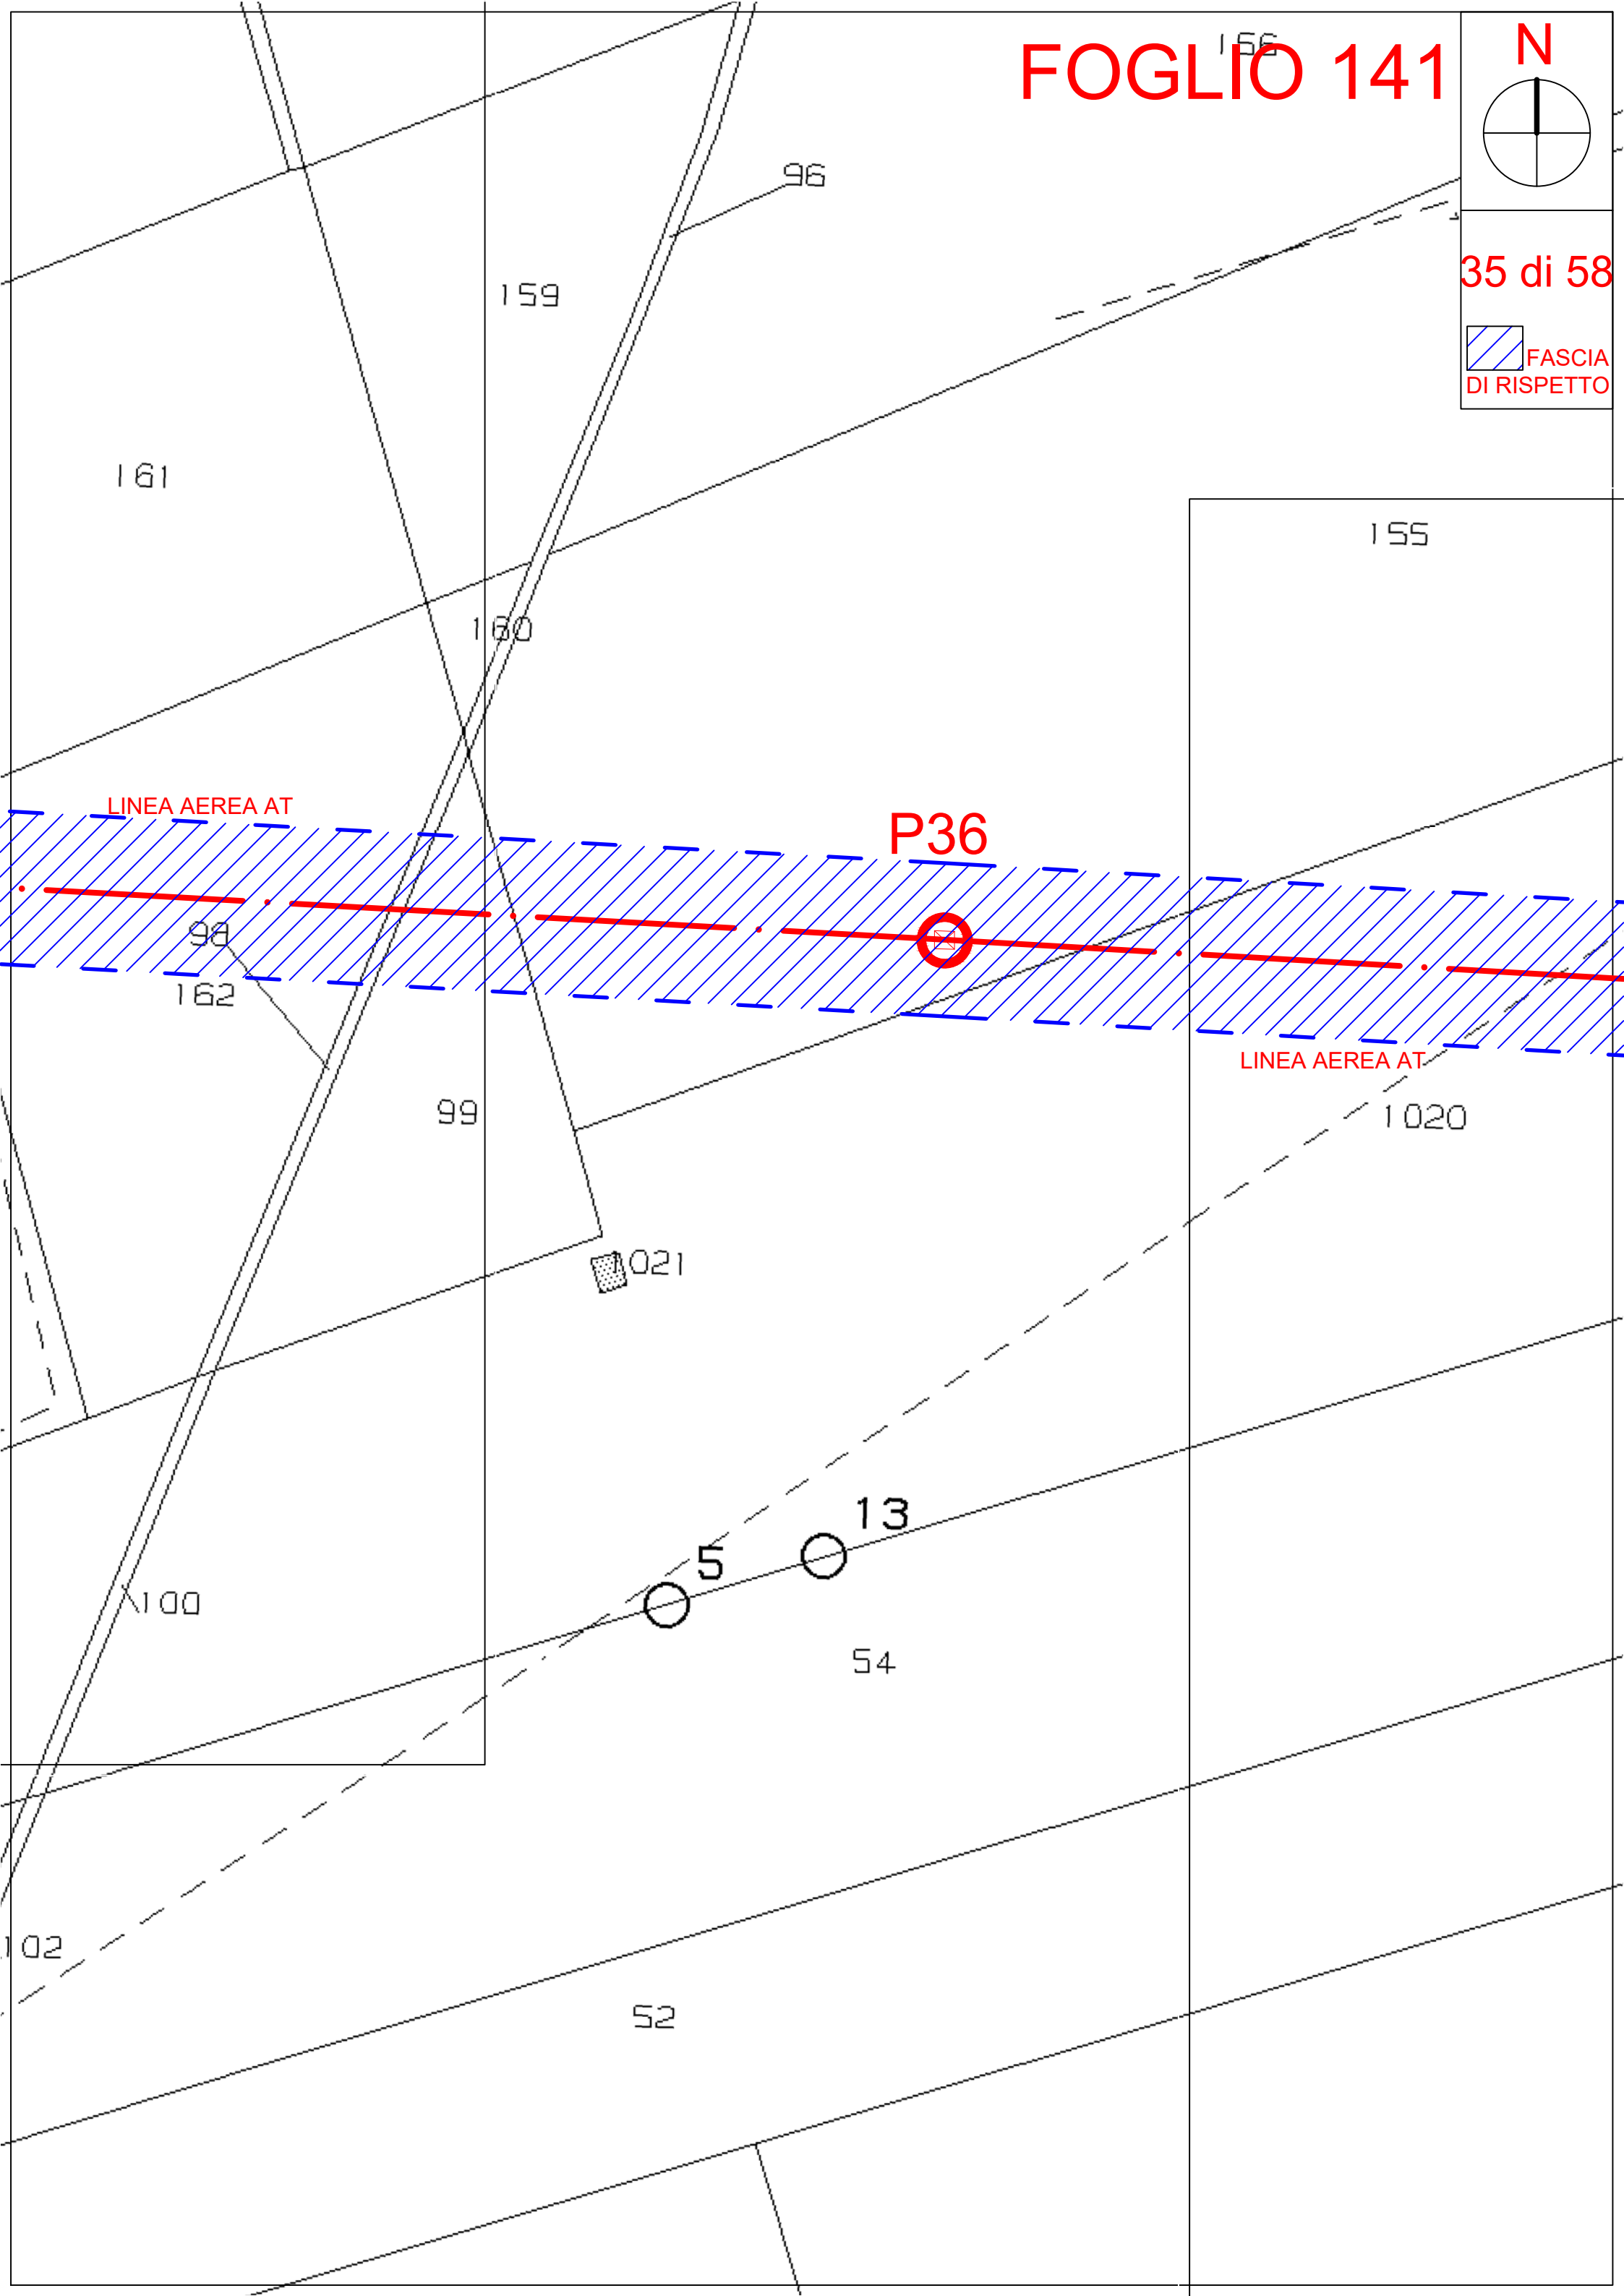 FOGLIO 141
156
N
96
159
35 di 58
FASCIA
DI RISPETTO
161
155
160
LINEA AEREA AT
P36
98
162
LINEA AEREA AT
99
1020
1021
13
5
100
54
102
52